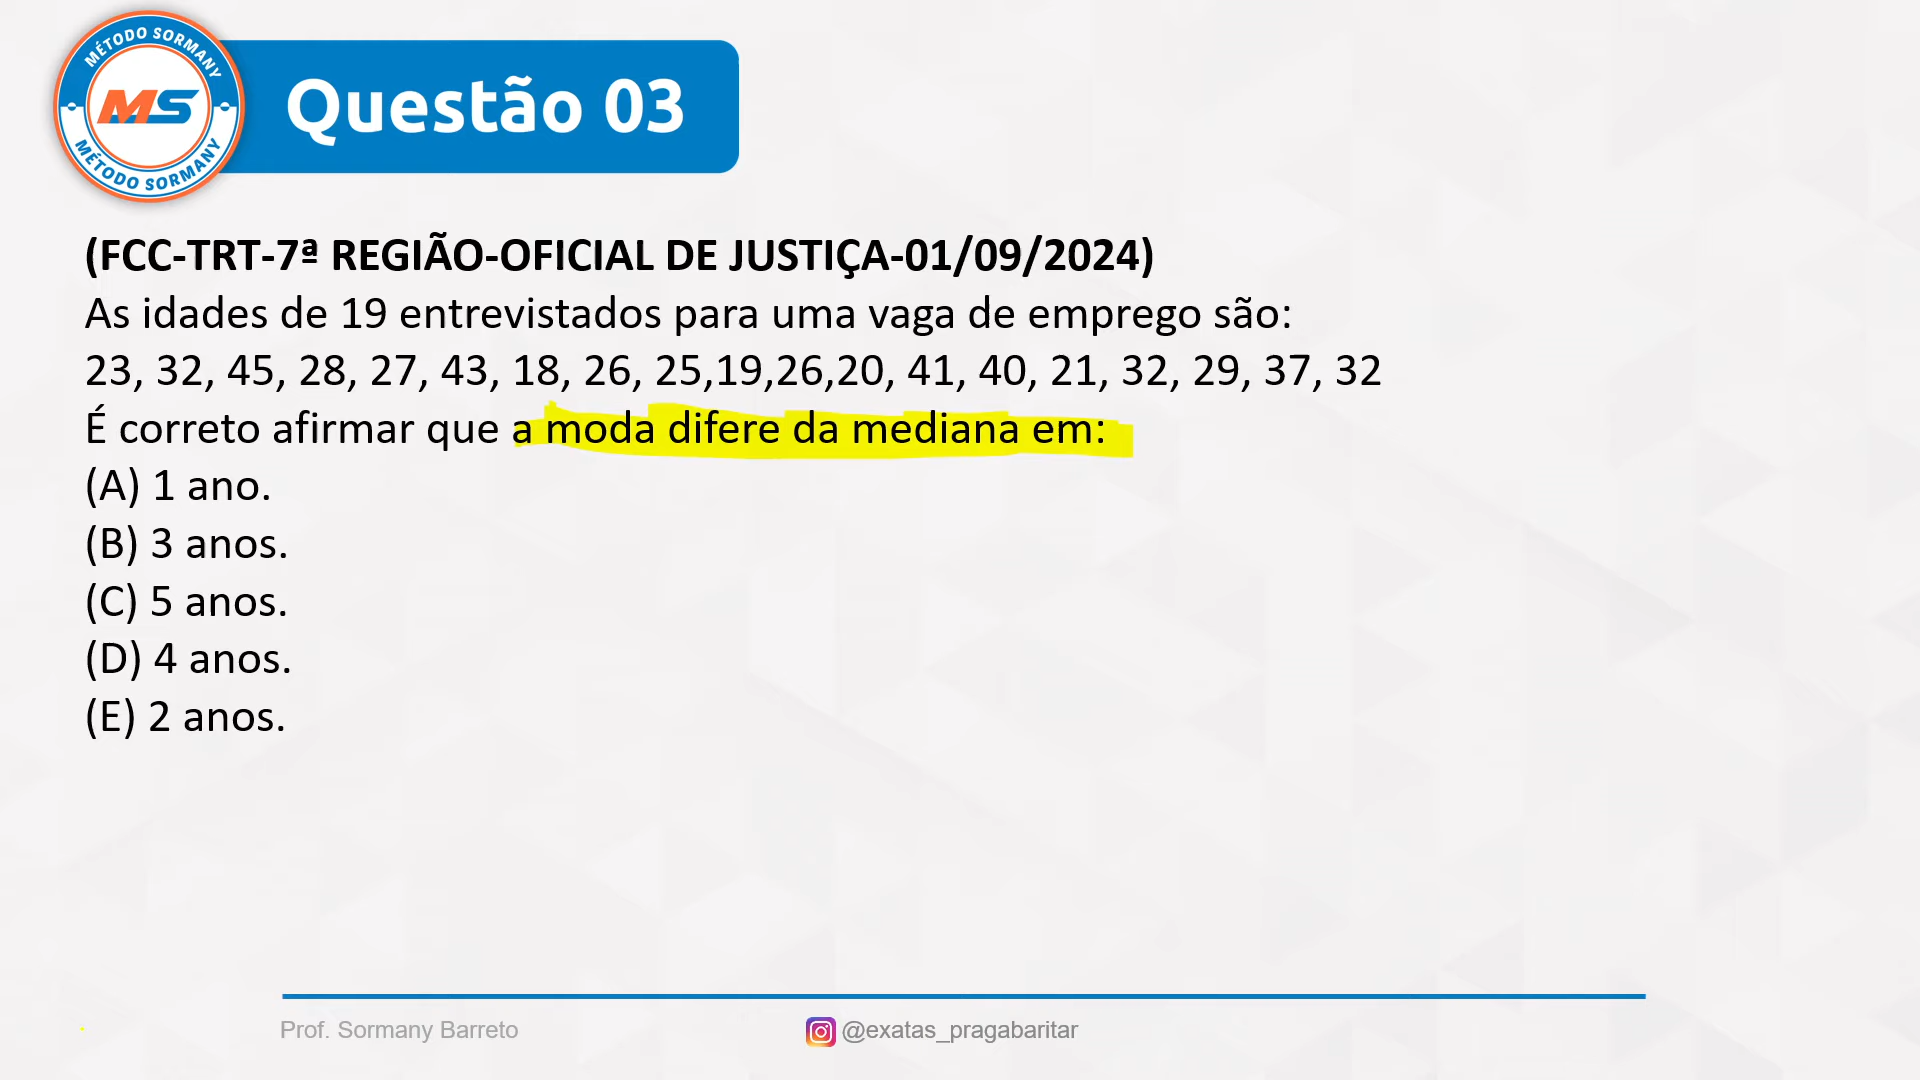 MÉTODO SORMANY
MS
MÉTODO SORMANY
Questão 03
(FCC-TRT-7ª REGIÃO-OFICIAL DE JUSTIÇA-01/09/2024)
As idades de 19 entrevistados para uma vaga de emprego são:
23, 32, 45, 28, 27, 43, 18, 26, 25,19,26,20, 41, 40, 21, 32, 29, 37, 32
É correto afirmar que a moda difere da mediana em:
(A) 1 ano.
(B) 3 anos.
(C) 5 anos.
(D) 4 anos.
(E) 2 anos.
Prof. Sormany Barreto
@exatas_pragabaritar